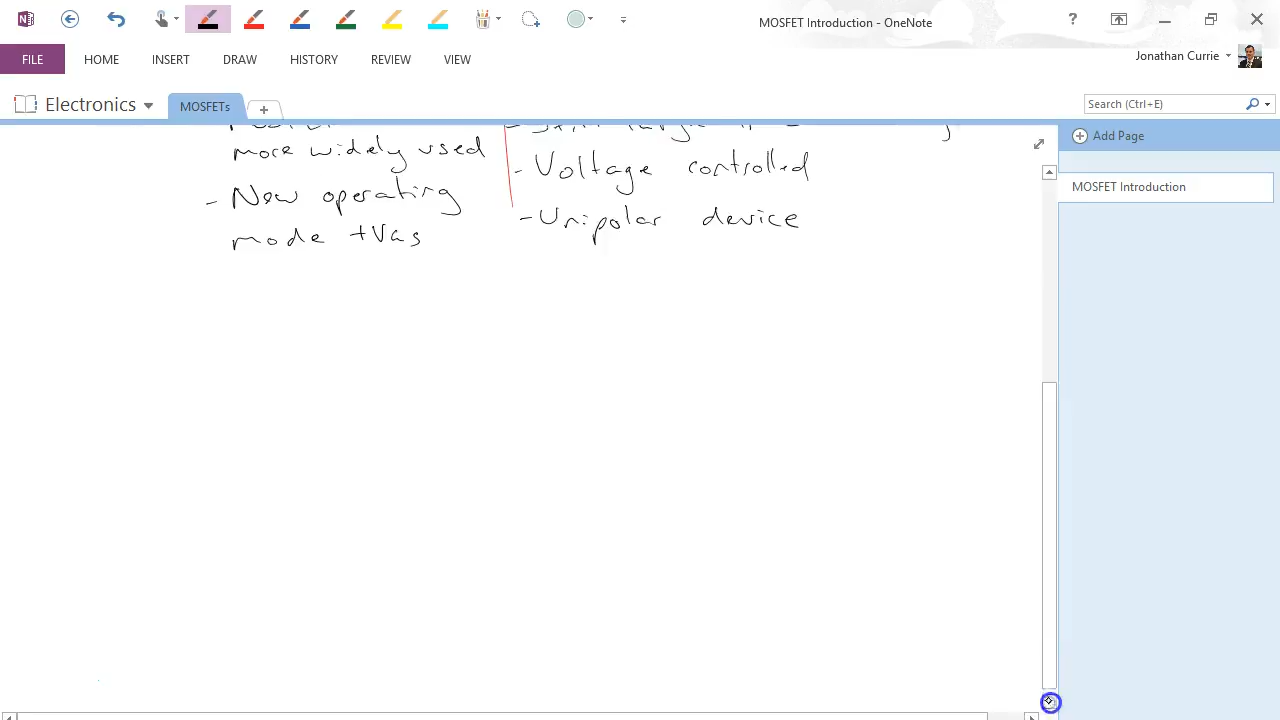 MOSFET Introduction - OneNote
Jonathan Currie
FILE HOME INSERT DRAW HISTORY REVIEW VIEW
Electronics MOSFETs
Search (Ctrl+E)
Add Page
MOSFET Introduction
more widely used
- New operating
mode +VGS
- Voltage controlled
- Unipolar device